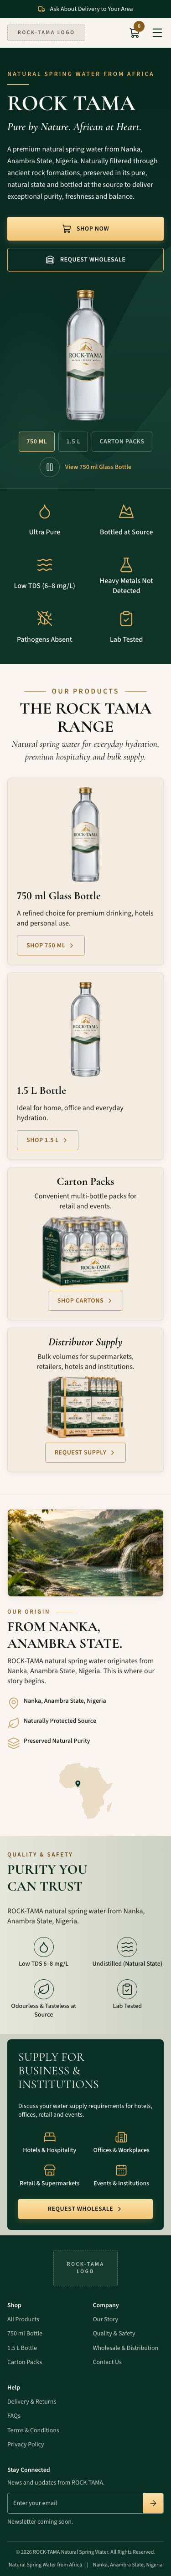 Ask About Delivery to Your Area
ROCK-TAMA LOGO
0
NATURAL SPRING WATER FROM AFRICA
ROCK TAMA
Pure by Nature. African at Heart.
A premium natural spring water from Nanka,
Anambra State, Nigeria. Naturally filtered through
ancient rock formations, preserved in its pure,
natural state and bottled at the source to deliver
exceptional purity, freshness and balance.
SHOP NOW
REQUEST WHOLESALE
ROCK-TAMA
750 ML
1.5 L
CARTON PACKS
View 750 ml Glass Bottle
Ultra Pure
Bottled at Source
Low TDS (6–8 mg/L)
Heavy Metals Not
Detected
Pathogens Absent
Lab Tested
OUR PRODUCTS
THE ROCK TAMA
RANGE
Natural spring water for everyday hydration,
premium hospitality and bulk supply.
ROCK-TAMA
750 ml Glass Bottle
A refined choice for premium drinking, hotels
and personal use.
SHOP 750 ML
ROCK-TAMA
1.5 L Bottle
Ideal for home, office and everyday
hydration.
SHOP 1.5 L
Carton Packs
Convenient multi-bottle packs for
retail and events.
ROCK-TAMA
SHOP CARTONS
Distributor Supply
Bulk volumes for supermarkets,
retailers, hotels and institutions.
REQUEST SUPPLY
OUR ORIGIN
FROM NANKA,
ANAMBRA STATE.
ROCK-TAMA natural spring water originates from
Nanka, Anambra State, Nigeria. This is where our
story begins.
Nanka, Anambra State, Nigeria
Naturally Protected Source
Preserved Natural Purity
QUALITY & SAFETY
PURITY YOU
CAN TRUST
ROCK-TAMA natural spring water from Nanka,
Anambra State, Nigeria.
Low TDS 6–8 mg/L
Undistilled (Natural State)
Odourless & Tasteless at
Source
Lab Tested
SUPPLY FOR
BUSINESS &
INSTITUTIONS
Discuss your water supply requirements for hotels,
offices, retail and events.
Hotels & Hospitality
Offices & Workplaces
Retail & Supermarkets
Events & Institutions
REQUEST WHOLESALE
ROCK-TAMA
LOGO
Shop
All Products
750 ml Bottle
1.5 L Bottle
Carton Packs
Company
Our Story
Quality & Safety
Wholesale & Distribution
Contact Us
Help
Delivery & Returns
FAQs
Terms & Conditions
Privacy Policy
Stay Connected
News and updates from ROCK-TAMA.
Enter your email
Newsletter coming soon.
© 2026 ROCK-TAMA Natural Spring Water. All Rights Reserved.
Natural Spring Water from Africa | Nanka, Anambra State, Nigeria